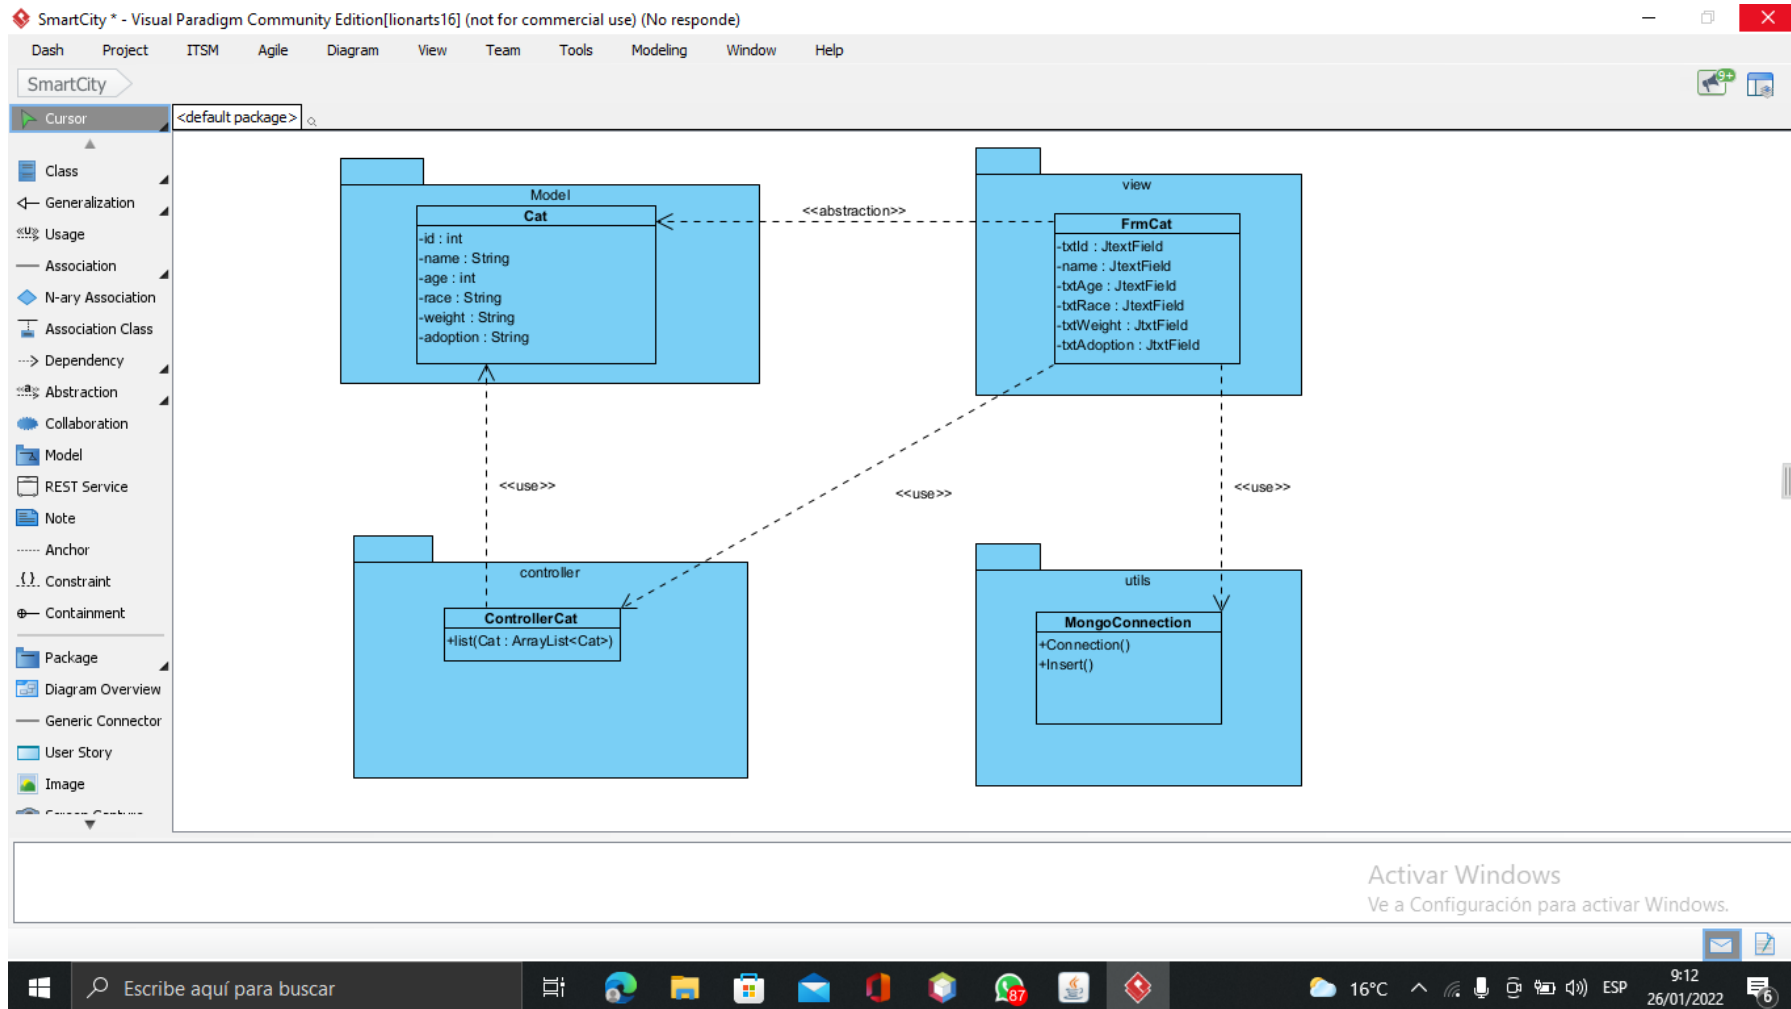 SmartCity * - Visual Paradigm Community Edition[lionarts16] (not for commercial use) (No responde)
Dash Project ITSM Agile Diagram View Team Tools Modeling Window Help
SmartCity
9+
Cursor
<default package>
Class
Generalization
Usage
Association
N-ary Association
Association Class
Dependency
Abstraction
Collaboration
Model
REST Service
Note
Anchor
Constraint
Containment
Package
Diagram Overview
Generic Connector
User Story
Image
Model
Cat
-id : int
-name : String
-age : int
-race : String
-weight : String
-adoption : String
<<abstraction>>
view
FrmCat
-txtId : JtextField
-name : JtextField
-txtAge : JtextField
-txtRace : JtextField
-txtWeight : JtxtField
-txtAdoption : JtxtField
<<use>>
<<use>>
<<use>>
controller
ControllerCat
+list(Cat : ArrayList<Cat>)
utils
MongoConnection
+Connection()
+Insert()
Activar Windows
Ve a Configuración para activar Windows.
Escribe aquí para buscar
87
16°C
ESP
9:12
26/01/2022
6